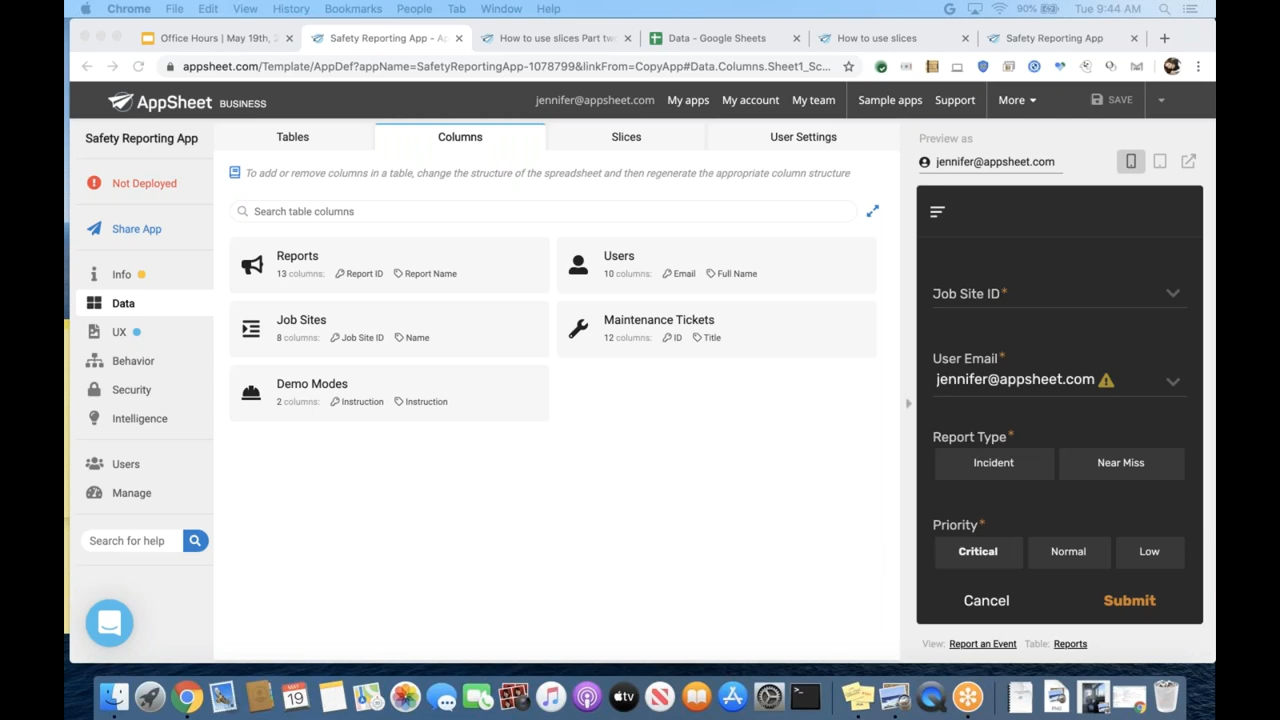 Chrome File Edit View History Bookmarks People Tab Window Help 90% Tue 9:44 AM
Office Hours | May 19th, 2 Safety Reporting App - Ap How to use slices Part two Data - Google Sheets How to use slices Safety Reporting App
appsheet.com/Template/AppDef?appName=SafetyReportingApp-1078799&linkFrom=CopyApp#Data.Columns.Sheet1_Sc...
AppSheet BUSINESS jennifer@appsheet.com My apps My account My team Sample apps Support More SAVE
Safety Reporting App
Not Deployed
Share App
Info
Data
UX
Behavior
Security
Intelligence
Users
Manage
Search for help
Tables Columns Slices User Settings
To add or remove columns in a table, change the structure of the spreadsheet and then regenerate the appropriate column structure
Search table columns
Reports
13 columns: Report ID Report Name
Users
10 columns: Email Full Name
Job Sites
8 columns: Job Site ID Name
Maintenance Tickets
12 columns: ID Title
Demo Modes
2 columns: Instruction Instruction
Preview as
jennifer@appsheet.com
Job Site ID*
User Email*
jennifer@appsheet.com
Report Type*
Incident Near Miss
Priority*
Critical Normal Low
Cancel Submit
View: Report an Event Table: Reports
MAY
19
tv